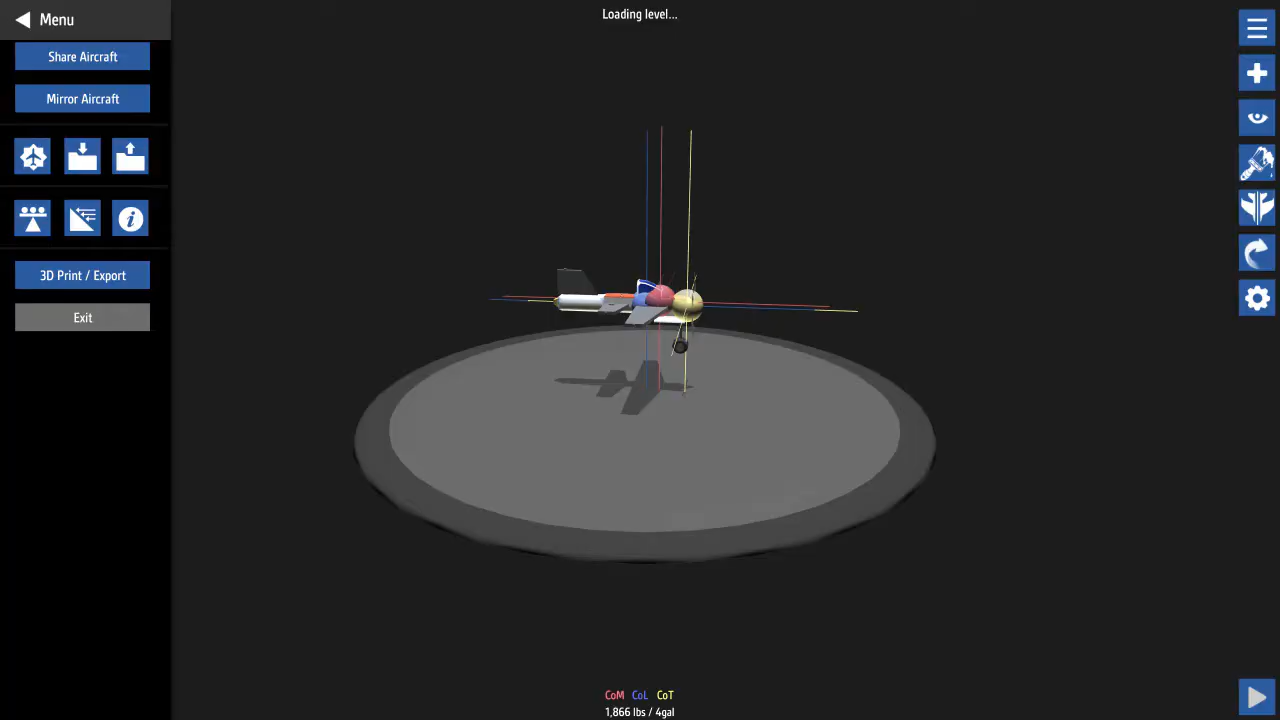 Menu
Loading level...
Share Aircraft
Mirror Aircraft
3D Print / Export
Exit
CoM CoL CoT
1,866 lbs / 4gal